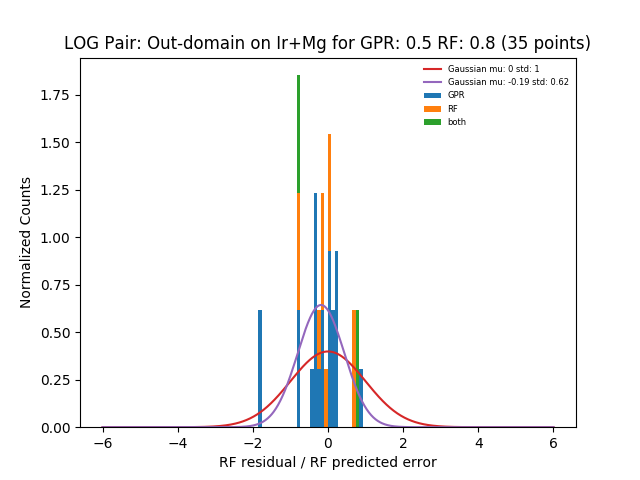 LOG Pair: Out-domain on Ir+Mg for GPR: 0.5 RF: 0.8 (35 points)
Gaussian mu: 0 std: 1
Gaussian mu: -0.19 std: 0.62
GPR
RF
both
Normalized Counts
1.75
1.50
1.25
1.00
0.75
0.50
0.25
0.00
−6 −4 −2 0 2 4 6
RF residual / RF predicted error